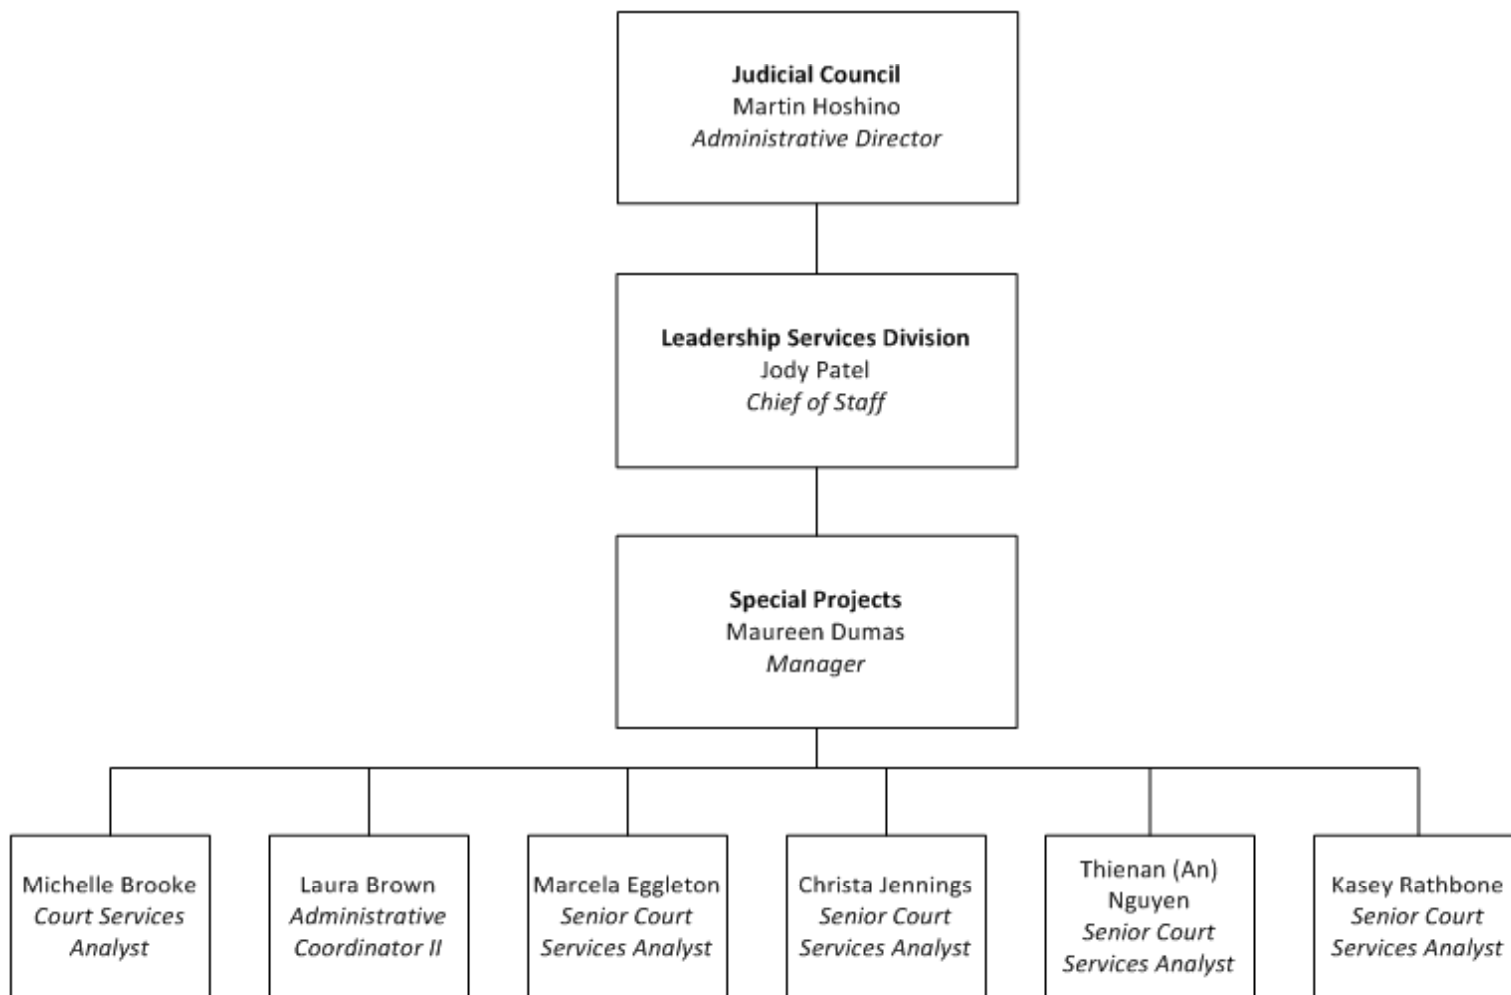 Judicial Council
Martin Hoshino
Administrative Director
Leadership Services Division
Jody Patel
Chief of Staff
Special Projects
Maureen Dumas
Manager
Michelle Brooke
Court Services
Analyst
Laura Brown
Administrative
Coordinator II
Marcela Eggleton
Senior Court
Services Analyst
Christa Jennings
Senior Court
Services Analyst
Thienan (An)
Nguyen
Senior Court
Services Analyst
Kasey Rathbone
Senior Court
Services Analyst